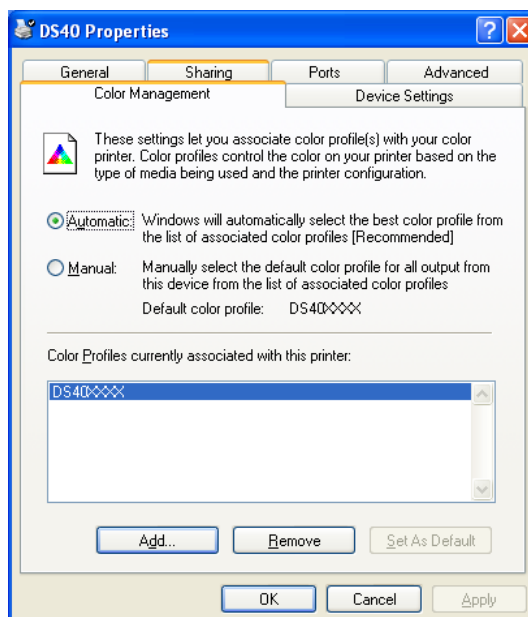 DS40 Properties
General Sharing Ports Advanced
Color Management Device Settings
These settings let you associate color profile(s) with your color
printer. Color profiles control the color on your printer based on the
type of media being used and the printer configuration.
Automatic: Windows will automatically select the best color profile from
the list of associated color profiles [Recommended]
Manual: Manually select the default color profile for all output from
this device from the list of associated color profiles
Default color profile: DS40XXXX
Color Profiles currently associated with this printer:
DS40XXXX
Add... Remove Set As Default
OK Cancel Apply